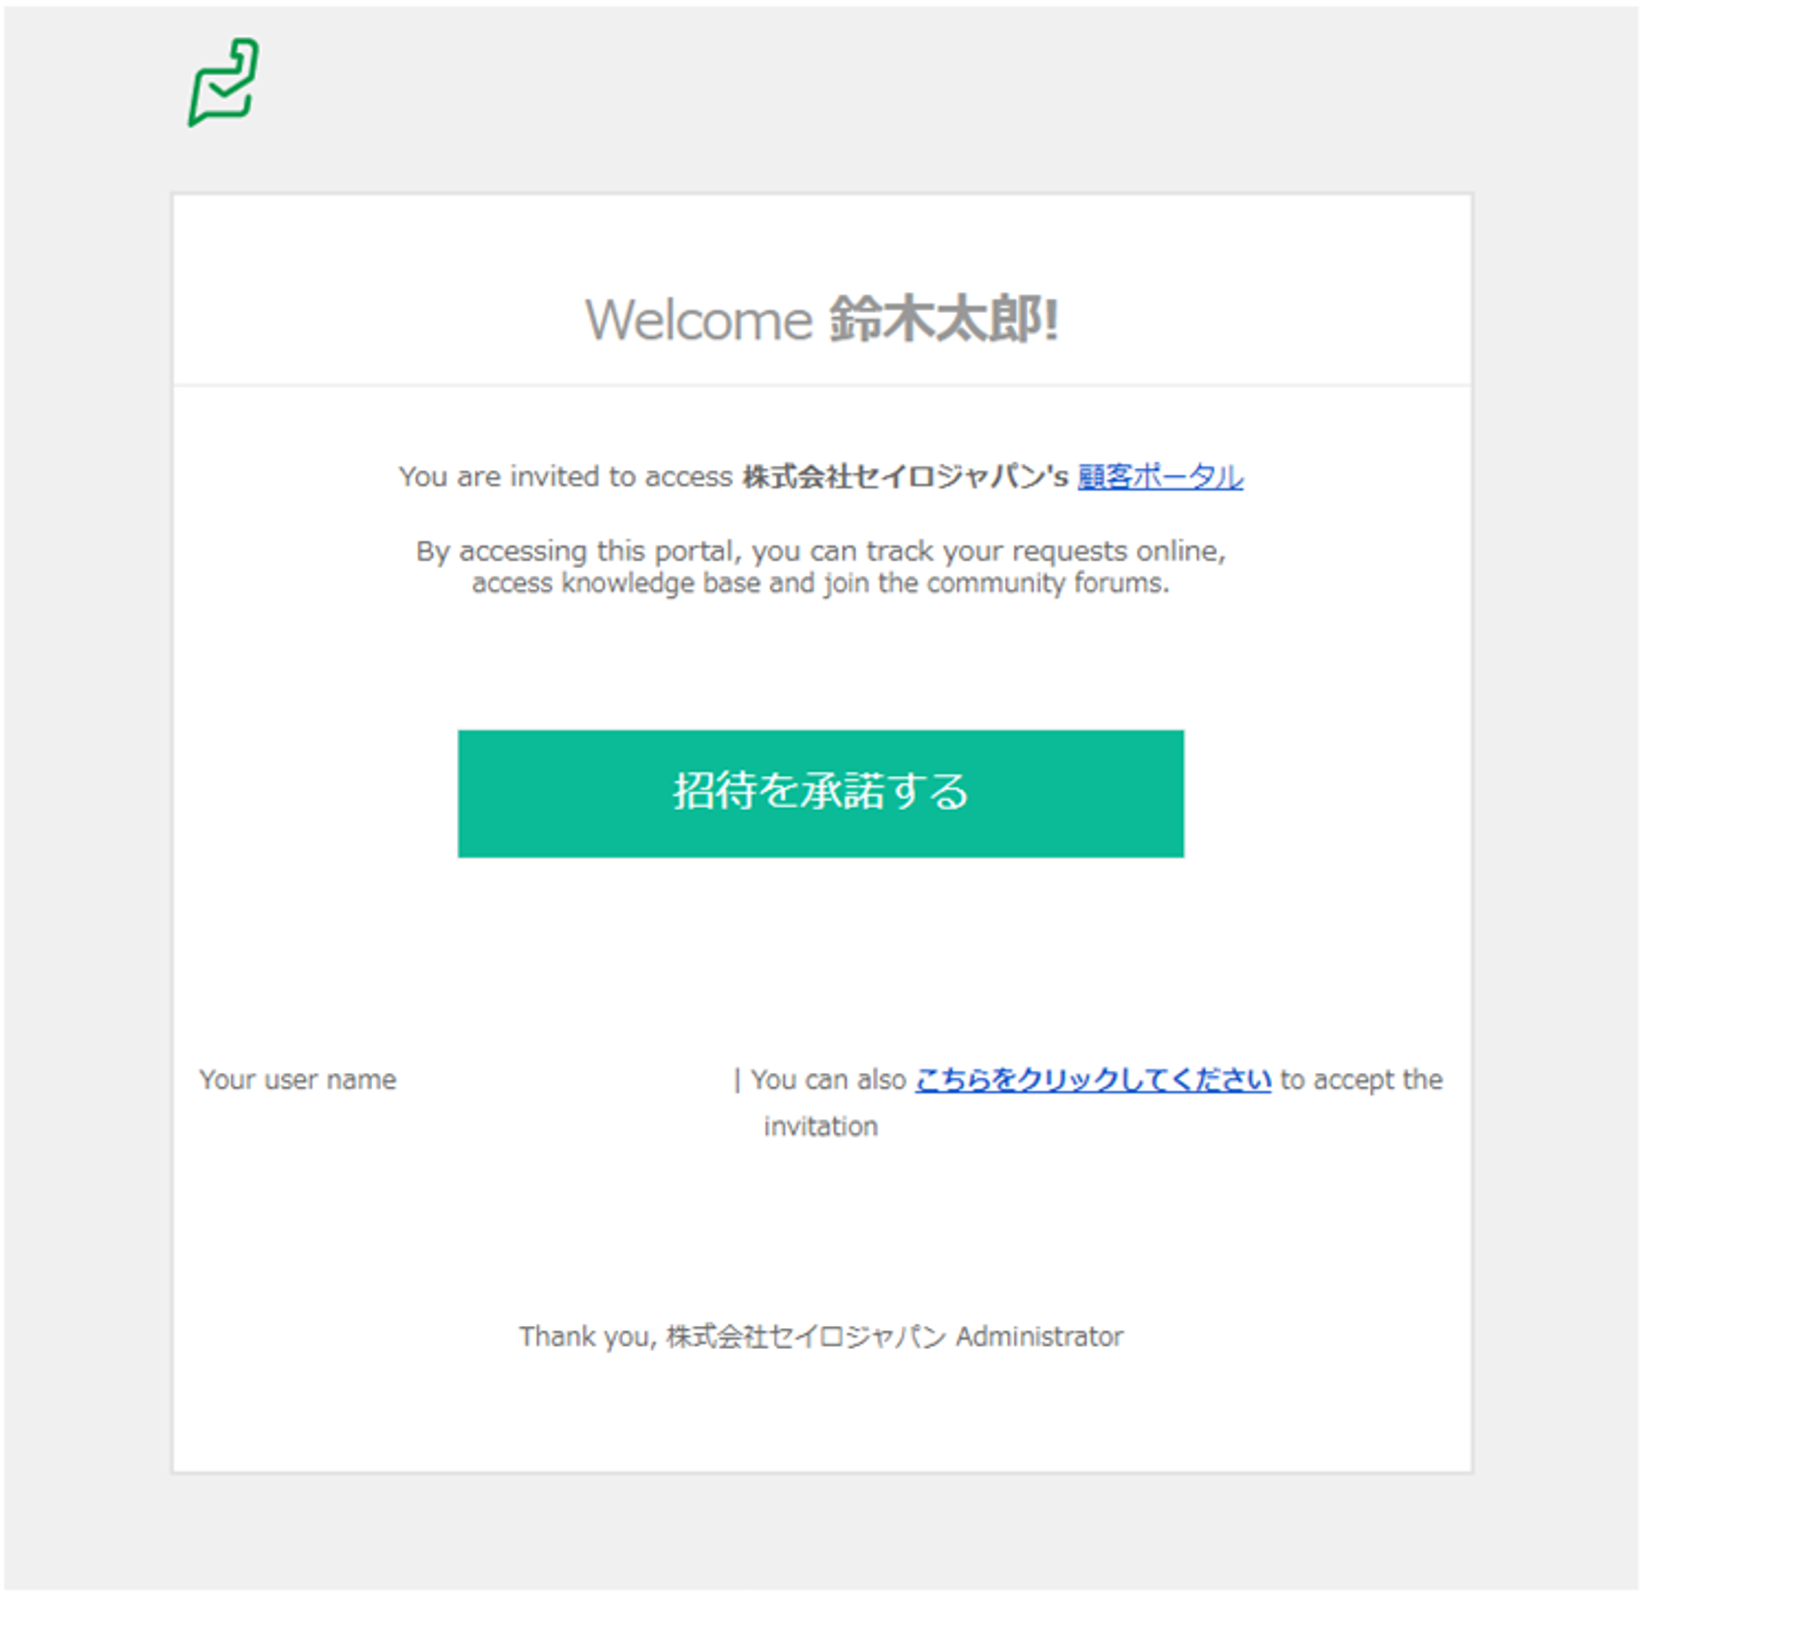 Welcome 鈴木太郎!
You are invited to access 株式会社セイロジャパン's 顧客ポータル
By accessing this portal, you can track your requests online,
access knowledge base and join the community forums.
招待を承諾する
Your user name | You can also こちらをクリックしてください to accept the
invitation
Thank you, 株式会社セイロジャパン Administrator